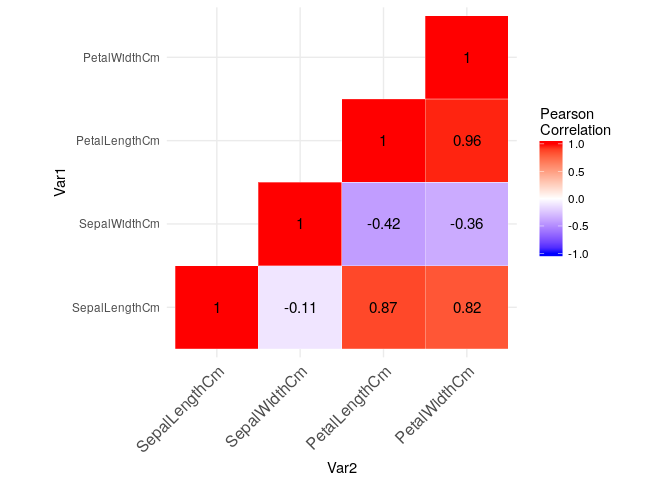 PetalWidthCm
1
PetalLengthCm
1
0.96
SepalWidthCm
1
-0.42
-0.36
SepalLengthCm
1
-0.11
0.87
0.82
Var1
SepalLengthCm
SepalWidthCm
PetalLengthCm
PetalWidthCm
Var2
Pearson
Correlation
1.0
0.5
0.0
-0.5
-1.0